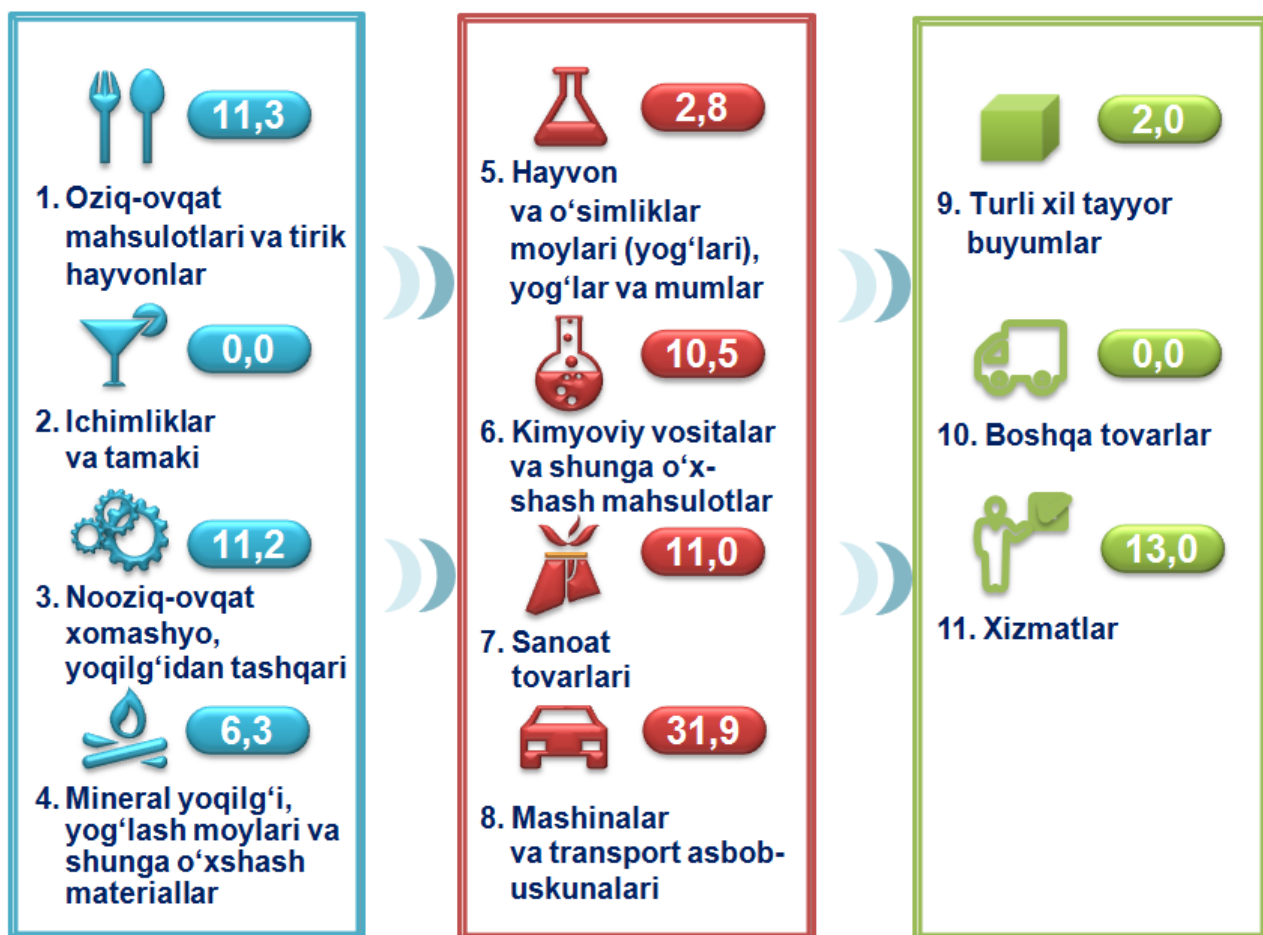 11,3
1. Oziq-ovqat
mahsulotlari va tirik
hayvonlar
0,0
2. Ichimliklar
va tamaki
11,2
3. Nooziq-ovqat
xomashyo,
yoqilg‘idan tashqari
6,3
4. Mineral yoqilg‘i,
yog‘lash moylari va
shunga o‘xshash
materiallar
2,8
5. Hayvon
va o‘simliklar
moylari (yog‘lari),
yog‘lar va mumlar
10,5
6. Kimyoviy vositalar
va shunga o‘x-
shash mahsulotlar
11,0
7. Sanoat
tovarlari
31,9
8. Mashinalar
va transport asbob-
uskunalari
2,0
9. Turli xil tayyor
buyumlar
0,0
10. Boshqa tovarlar
13,0
11. Xizmatlar